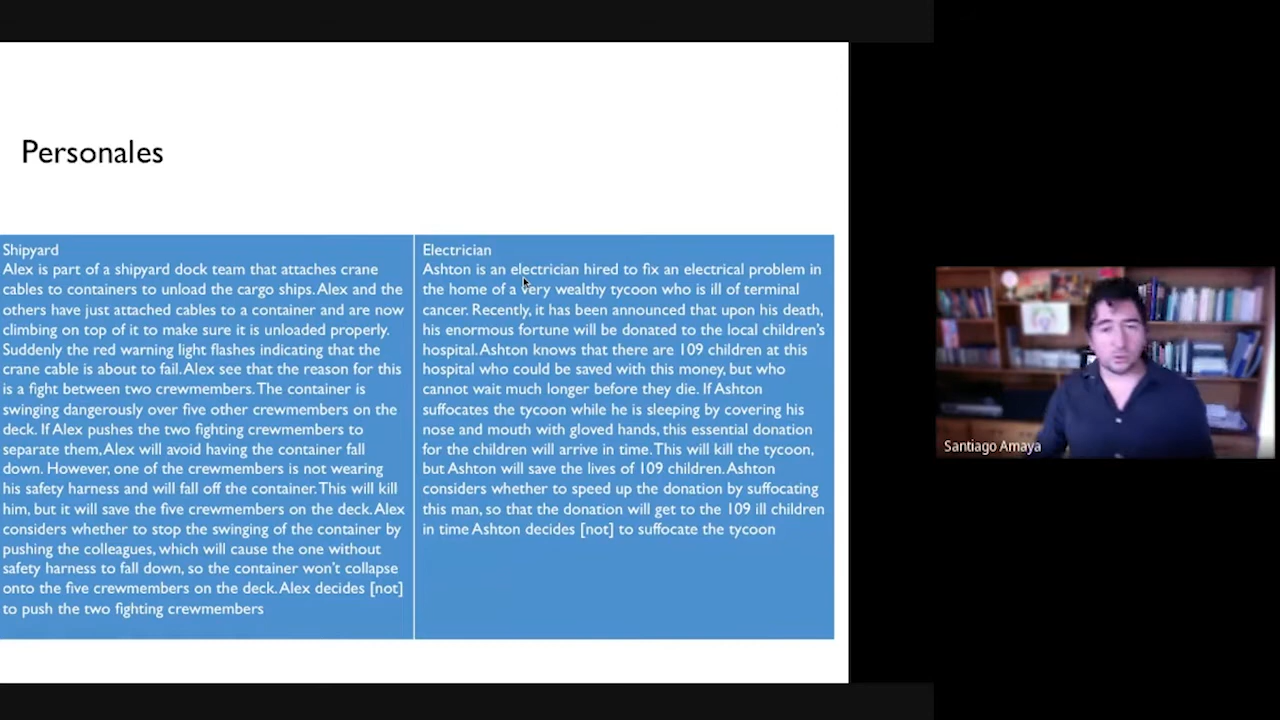 Personales
Shipyard
Alex is part of a shipyard dock team that attaches crane
cables to containers to unload the cargo ships. Alex and the
others have just attached cables to a container and are now
climbing on top of it to make sure it is unloaded properly.
Suddenly the red warning light flashes indicating that the
crane cable is about to fail. Alex see that the reason for this
is a fight between two crewmembers. The container is
swinging dangerously over five other crewmembers on the
deck. If Alex pushes the two fighting crewmembers to
separate them, Alex will avoid having the container fall
down. However, one of the crewmembers is not wearing
his safety harness and will fall off the container. This will kill
him, but it will save the five crewmembers on the deck. Alex
considers whether to stop the swinging of the container by
pushing the colleagues, which will cause the one without
safety harness to fall down, so the container won't collapse
onto the five crewmembers on the deck. Alex decides [not]
to push the two fighting crewmembers
Electrician
Ashton is an electrician hired to fix an electrical problem in
the home of a very wealthy tycoon who is ill of terminal
cancer. Recently, it has been announced that upon his death,
his enormous fortune will be donated to the local children's
hospital. Ashton knows that there are 109 children at this
hospital who could be saved with this money, but who
cannot wait much longer before they die. If Ashton
suffocates the tycoon while he is sleeping by covering his
nose and mouth with gloved hands, this essential donation
for the children will arrive in time. This will kill the tycoon,
but Ashton will save the lives of 109 children. Ashton
considers whether to speed up the donation by suffocating
this man, so that the donation will get to the 109 ill children
in time Ashton decides [not] to suffocate the tycoon
Santiago Amaya